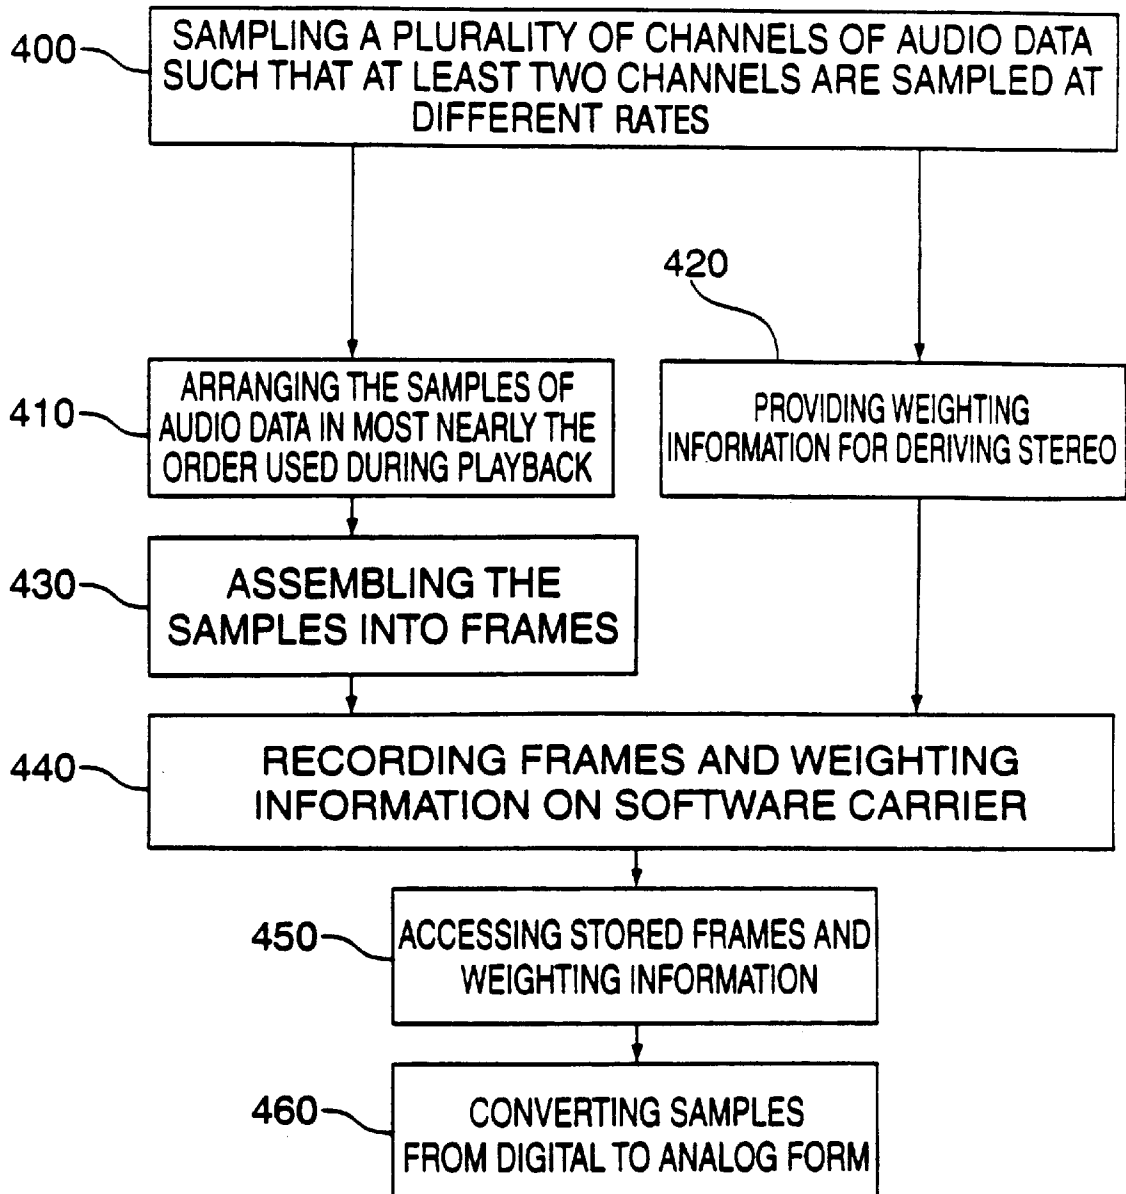 400
SAMPLING A PLURALITY OF CHANNELS OF AUDIO DATA
SUCH THAT AT LEAST TWO CHANNELS ARE SAMPLED AT
DIFFERENT RATES
420
410
ARRANGING THE SAMPLES OF
AUDIO DATA IN MOST NEARLY THE
ORDER USED DURING PLAYBACK
PROVIDING WEIGHTING
INFORMATION FOR DERIVING STEREO
430
ASSEMBLING THE
SAMPLES INTO FRAMES
440
RECORDING FRAMES AND WEIGHTING
INFORMATION ON SOFTWARE CARRIER
450
ACCESSING STORED FRAMES AND
WEIGHTING INFORMATION
460
CONVERTING SAMPLES
FROM DIGITAL TO ANALOG FORM